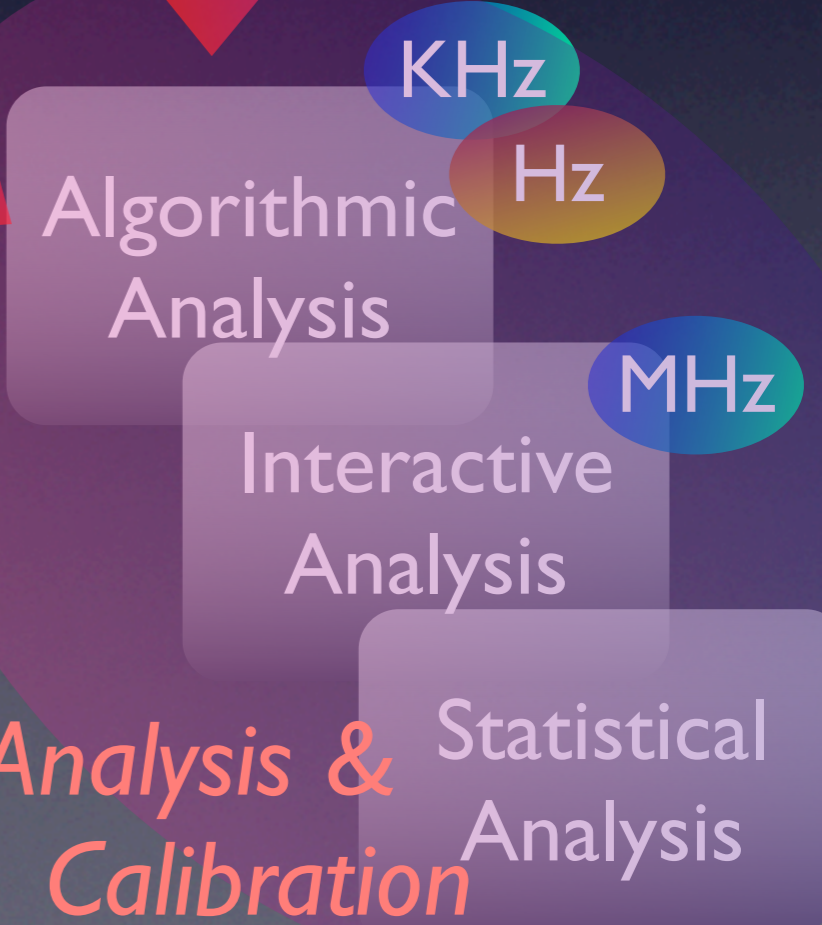 KHz
Hz
Algorithmic
Analysis
MHz
Interactive
Analysis
Statistical
Analysis
Analysis &
Calibration